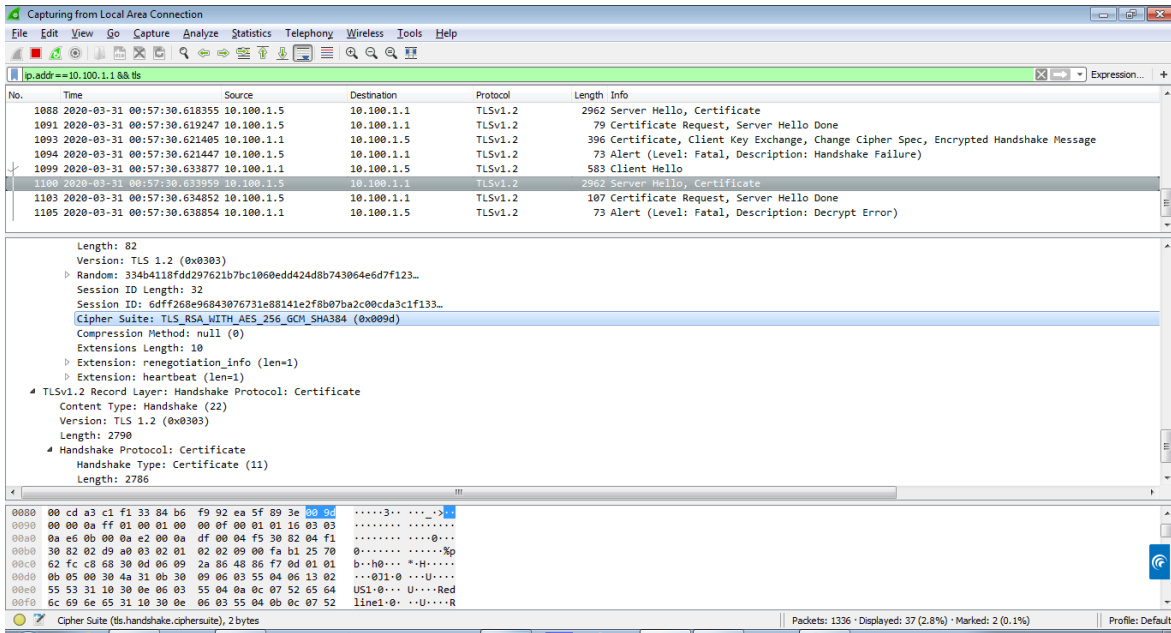 Capturing from Local Area Connection
File Edit View Go Capture Analyze Statistics Telephony Wireless Tools Help
ip.addr==10.100.1.1 && tls Expression... +
No. Time Source Destination Protocol Length Info
1088 2020-03-31 00:57:30.618355 10.100.1.5 10.100.1.1 TLSv1.2 2962 Server Hello, Certificate
1091 2020-03-31 00:57:30.619247 10.100.1.5 10.100.1.1 TLSv1.2 79 Certificate Request, Server Hello Done
1093 2020-03-31 00:57:30.621405 10.100.1.1 10.100.1.5 TLSv1.2 396 Certificate, Client Key Exchange, Change Cipher Spec, Encrypted Handshake Message
1094 2020-03-31 00:57:30.621447 10.100.1.5 10.100.1.1 TLSv1.2 73 Alert (Level: Fatal, Description: Handshake Failure)
1099 2020-03-31 00:57:30.633877 10.100.1.1 10.100.1.5 TLSv1.2 583 Client Hello
1100 2020-03-31 00:57:30.633959 10.100.1.5 10.100.1.1 TLSv1.2 2962 Server Hello, Certificate
1103 2020-03-31 00:57:30.634852 10.100.1.5 10.100.1.1 TLSv1.2 107 Certificate Request, Server Hello Done
1105 2020-03-31 00:57:30.638854 10.100.1.1 10.100.1.5 TLSv1.2 73 Alert (Level: Fatal, Description: Decrypt Error)
Length: 82
Version: TLS 1.2 (0x0303)
Random: 334b4118fdd297621b7bc1060edd424d8b743064e6d7f123…
Session ID Length: 32
Session ID: 6dff268e96843076731e88141e2f8b07ba2c00cda3c1f133…
Cipher Suite: TLS_RSA_WITH_AES_256_GCM_SHA384 (0x009d)
Compression Method: null (0)
Extensions Length: 10
Extension: renegotiation_info (len=1)
Extension: heartbeat (len=1)
TLSv1.2 Record Layer: Handshake Protocol: Certificate
Content Type: Handshake (22)
Version: TLS 1.2 (0x0303)
Length: 2790
Handshake Protocol: Certificate
Handshake Type: Certificate (11)
Length: 2786
0080 00 cd a3 c1 f1 33 84 b6 f9 92 ea 5f 89 3e 00 9d ·····3·· ···_·>··
0090 00 00 0a ff 01 00 01 00 00 0f 00 01 01 16 03 03 ········ ········
00a0 0a e6 0b 00 0a e2 00 0a df 00 04 f5 30 82 04 f1 ········ ····0···
00b0 30 82 02 d9 a0 03 02 01 02 02 09 00 fa b1 25 70 0······· ······%p
00c0 62 fc c8 68 30 0d 06 09 2a 86 48 86 f7 0d 01 01 b··h0··· *·H·····
00d0 0b 05 00 30 4a 31 0b 30 09 06 03 55 04 06 13 02 ···0J1·0 ···U····
00e0 55 53 31 10 30 0e 06 03 55 04 0a 0c 07 52 65 64 US1·0··· U····Red
00f0 6c 69 6e 65 31 10 30 0e 06 03 55 04 0b 0c 07 52 line1·0· ··U····R
Cipher Suite (tls.handshake.ciphersuite), 2 bytes Packets: 1336 · Displayed: 37 (2.8%) · Marked: 2 (0.1%) Profile: Default